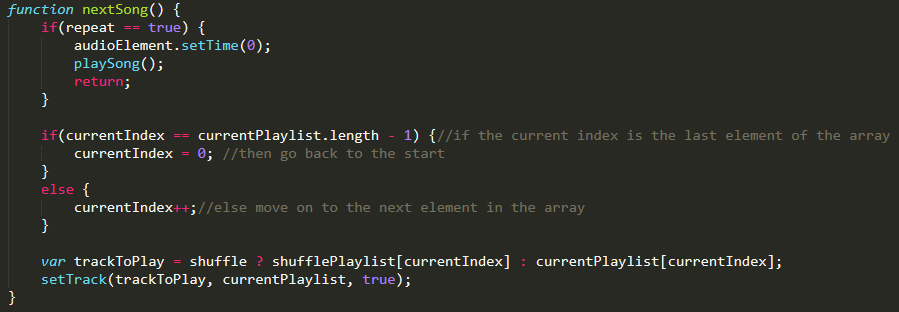 function nextSong() {
    if(repeat == true) {
        audioElement.setTime(0);
        playSong();
        return;
    }

    if(currentIndex == currentPlaylist.length - 1) {//if the current index is the last element of the array
        currentIndex = 0; //then go back to the start
    }
    else {
        currentIndex++;//else move on to the next element in the array
    }

    var trackToPlay = shuffle ? shufflePlaylist[currentIndex] : currentPlaylist[currentIndex];
    setTrack(trackToPlay, currentPlaylist, true);
}